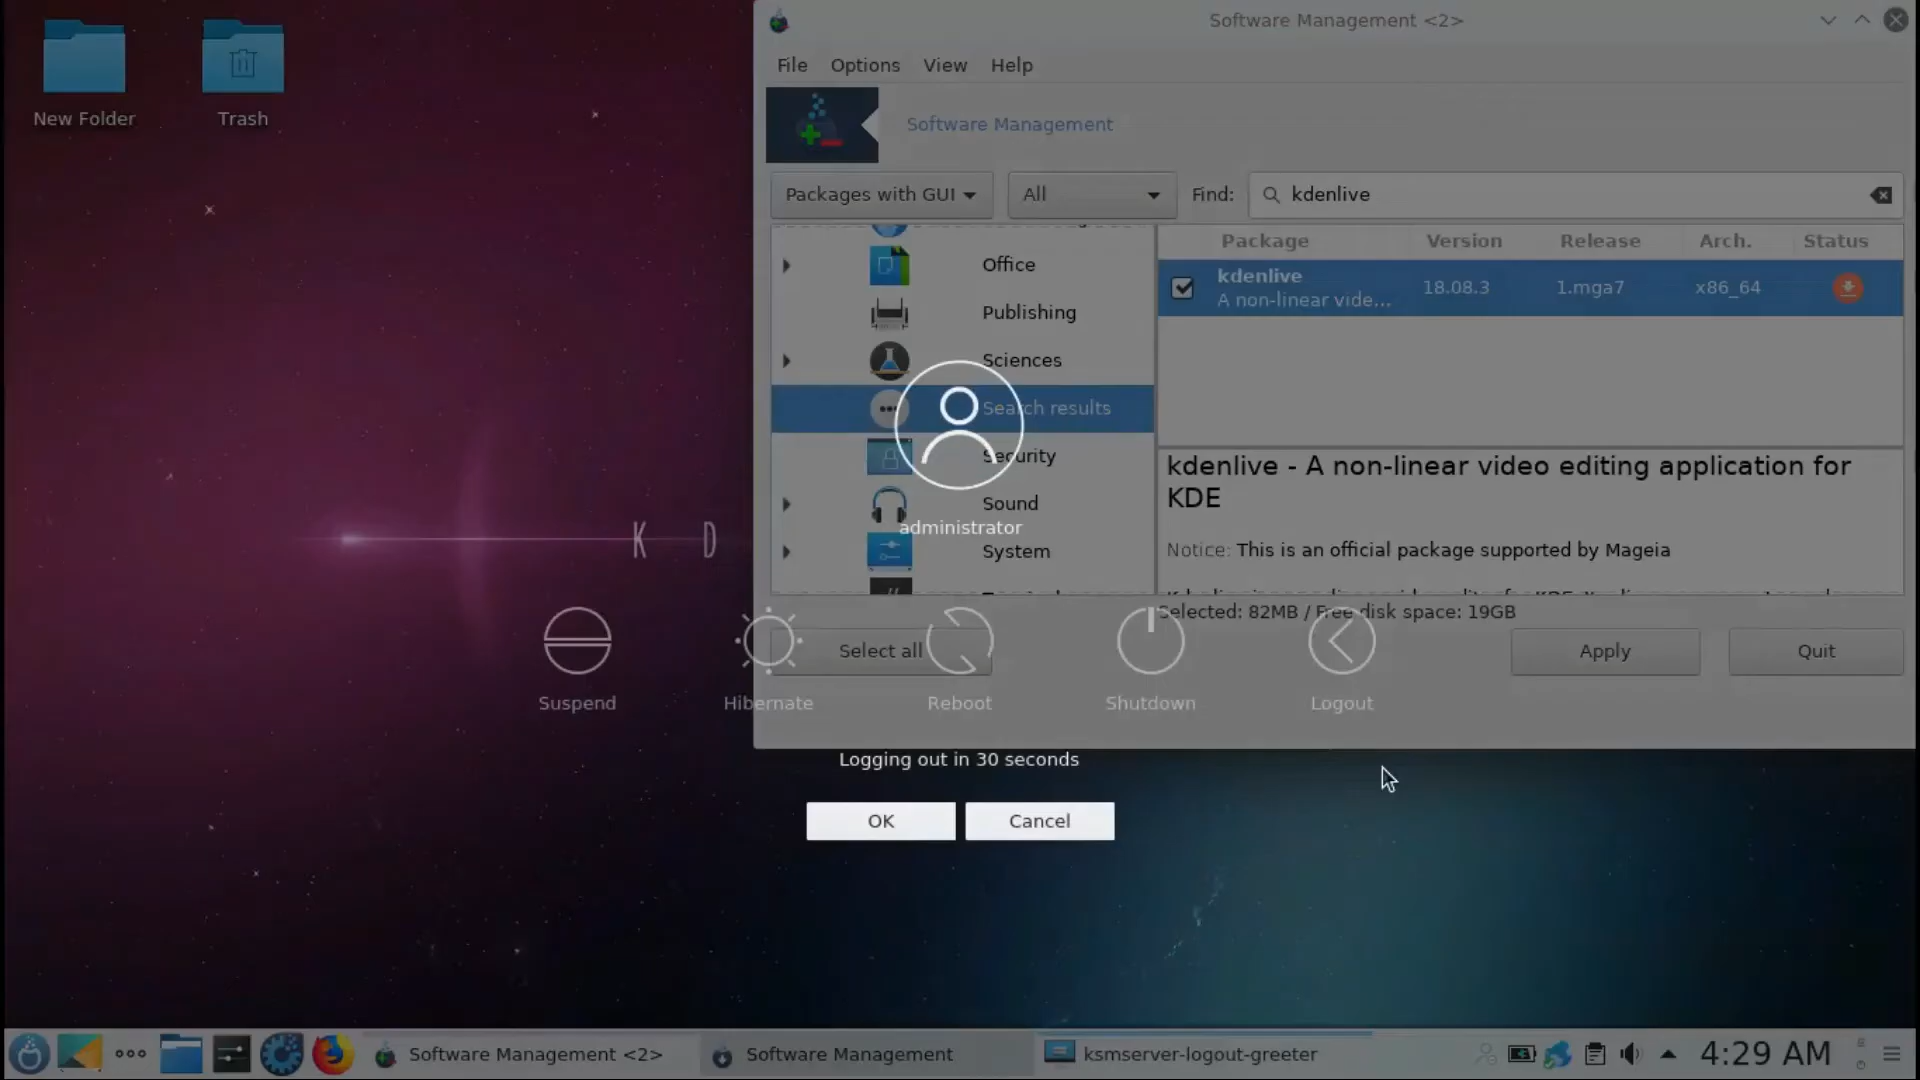 New Folder
Trash
Software Management <2>
File Options View Help
Software Management
Packages with GUI
All
Find:
kdenlive
Office
Publishing
Sciences
Search results
Security
Sound
System
Package Version Release Arch. Status
kdenlive
A non-linear vide...
18.08.3 1.mga7 x86_64
kdenlive - A non-linear video editing application for
KDE
Notice: This is an official package supported by Mageia
Selected: 82MB / Free disk space: 19GB
Select all
Apply
Quit
K D
administrator
Suspend
Hibernate
Reboot
Shutdown
Logout
Logging out in 30 seconds
OK
Cancel
Software Management <2>
Software Management
ksmserver-logout-greeter
4:29 AM